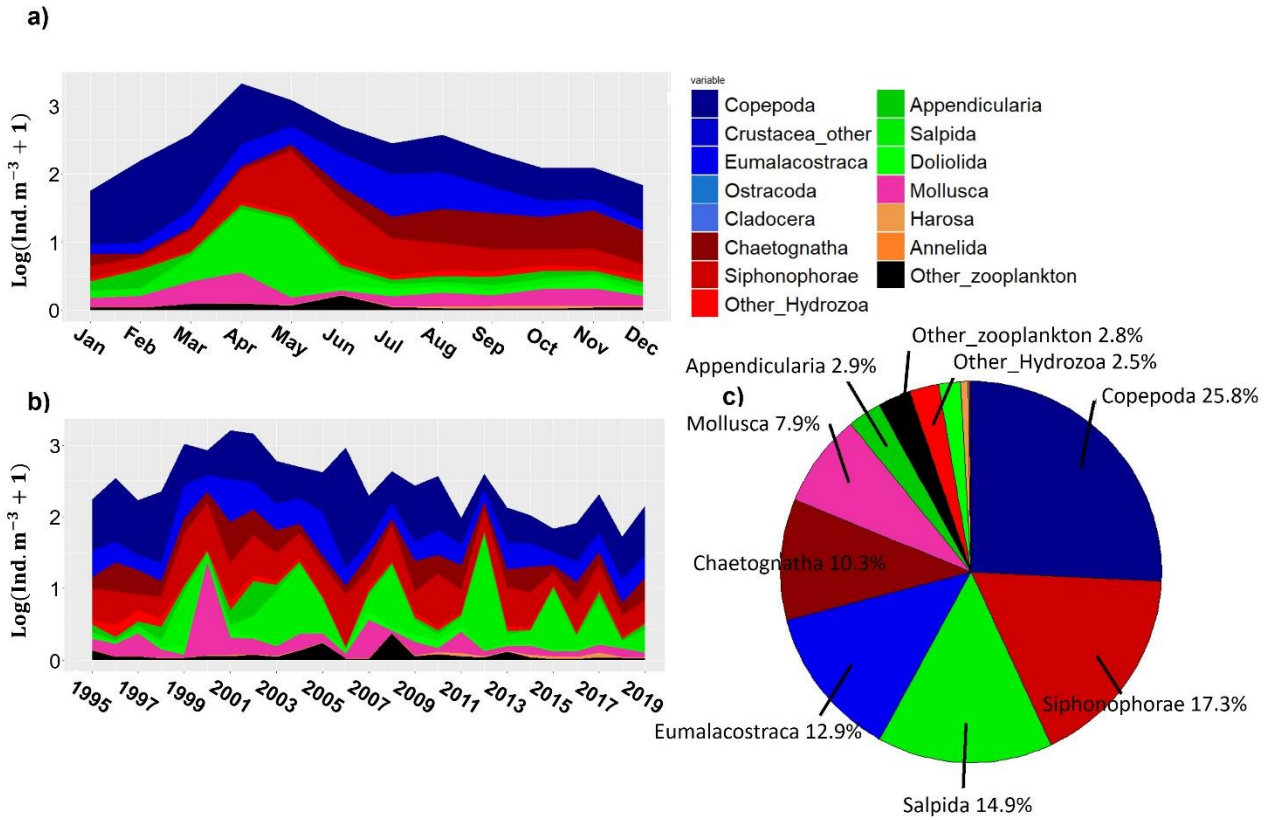 a)
Log(Ind. m⁻³ + 1)
3
2
1
0
Jan
Feb
Mar
Apr
May
Jun
Jul
Aug
Sep
Oct
Nov
Dec
variable
Copepoda
Crustacea_other
Eumalacostraca
Ostracoda
Cladocera
Chaetognatha
Siphonophorae
Other_Hydrozoa
Appendicularia
Salpida
Doliolida
Mollusca
Harosa
Annelida
Other_zooplankton
b)
Log(Ind. m⁻³ + 1)
3
2
1
0
1995
1997
1999
2001
2003
2005
2007
2009
2011
2013
2015
2017
2019
c)
Other_zooplankton 2.8%
Other_Hydrozoa 2.5%
Appendicularia 2.9%
Copepoda 25.8%
Mollusca 7.9%
Chaetognatha 10.3%
Siphonophorae 17.3%
Eumalacostraca 12.9%
Salpida 14.9%